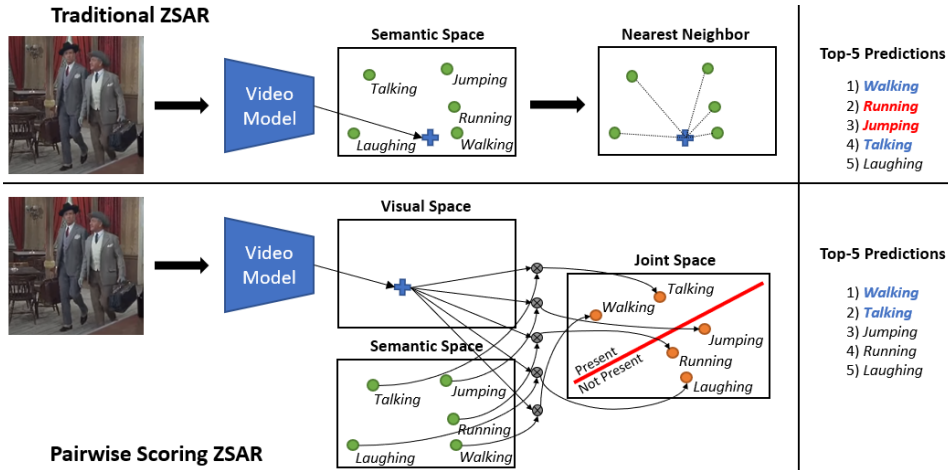 Traditional ZSAR
Video
Model
Semantic Space
Talking
Jumping
Running
Laughing
Walking
Nearest Neighbor
Top-5 Predictions
1) Walking
2) Running
3) Jumping
4) Talking
5) Laughing
Video
Model
Visual Space
Semantic Space
Talking
Jumping
Running
Laughing
Walking
Joint Space
Talking
Walking
Jumping
Running
Laughing
Present
Not Present
Top-5 Predictions
1) Walking
2) Talking
3) Jumping
4) Running
5) Laughing
Pairwise Scoring ZSAR